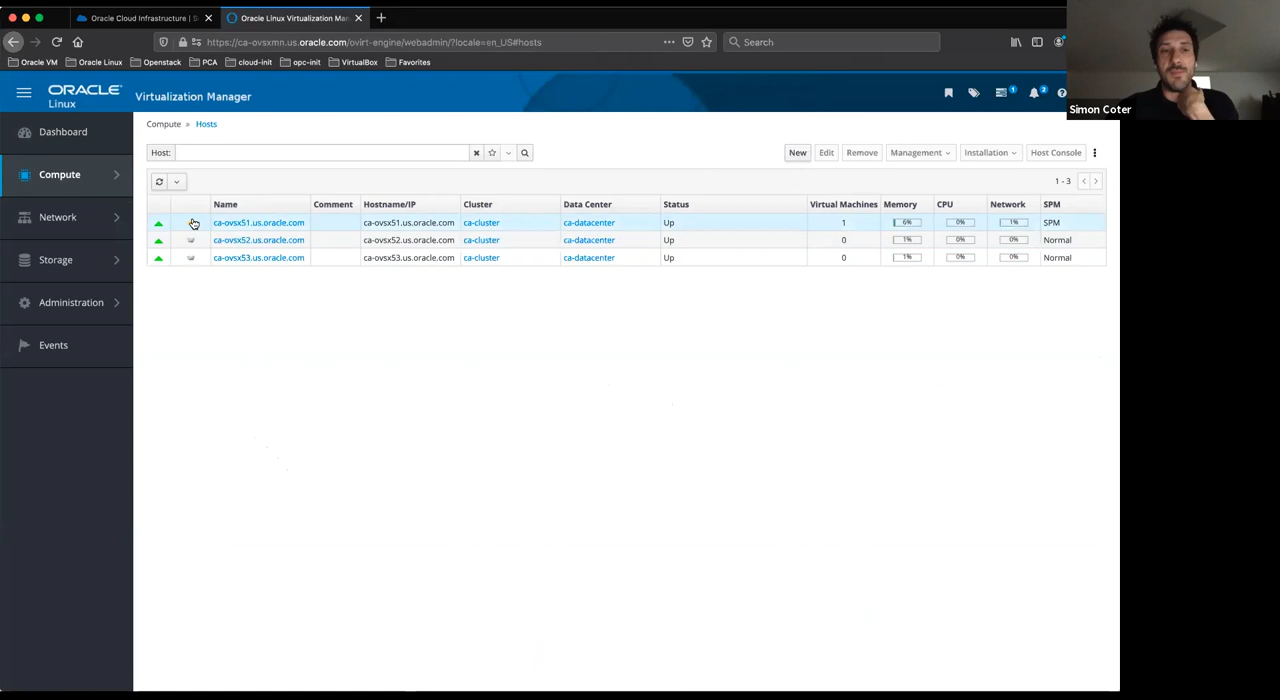 Oracle Cloud Infrastructure | S
Oracle Linux Virtualization Man
https://ca-ovsxmn.us.oracle.com/ovirt-engine/webadmin/?locale=en_US#hosts
Search
Oracle VM
Oracle Linux
Openstack
PCA
cloud-init
opc-init
VirtualBox
Favorites
Simon Coter
ORACLE
Linux
Virtualization Manager
1
2
Dashboard
Compute
Network
Storage
Administration
Events
Compute » Hosts
Host:
New
Edit
Remove
Management
Installation
Host Console
1 - 3
Name Comment Hostname/IP Cluster Data Center Status Virtual Machines Memory CPU Network SPM
ca-ovsx51.us.oracle.com ca-ovsx51.us.oracle.com ca-cluster ca-datacenter Up 1 6% 0% 1% SPM
ca-ovsx52.us.oracle.com ca-ovsx52.us.oracle.com ca-cluster ca-datacenter Up 0 1% 0% 0% Normal
ca-ovsx53.us.oracle.com ca-ovsx53.us.oracle.com ca-cluster ca-datacenter Up 0 1% 0% 0% Normal